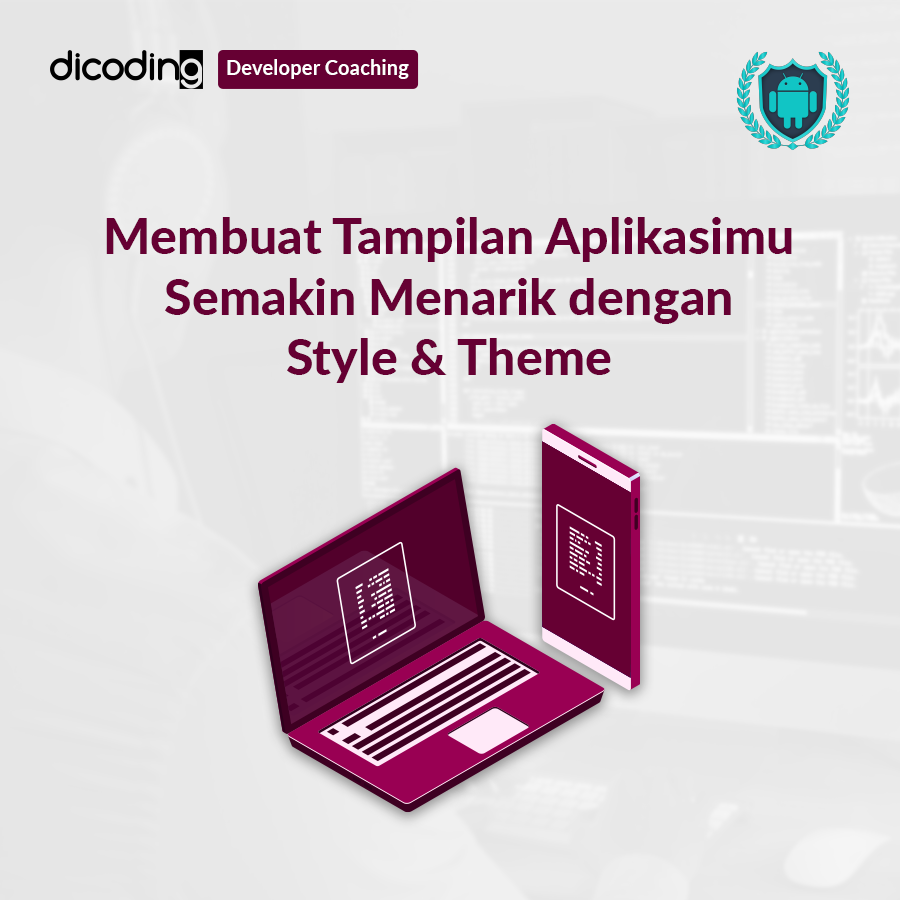 dicoding
Developer Coaching
Membuat Tampilan Aplikasimu
Semakin Menarik dengan
Style & Theme